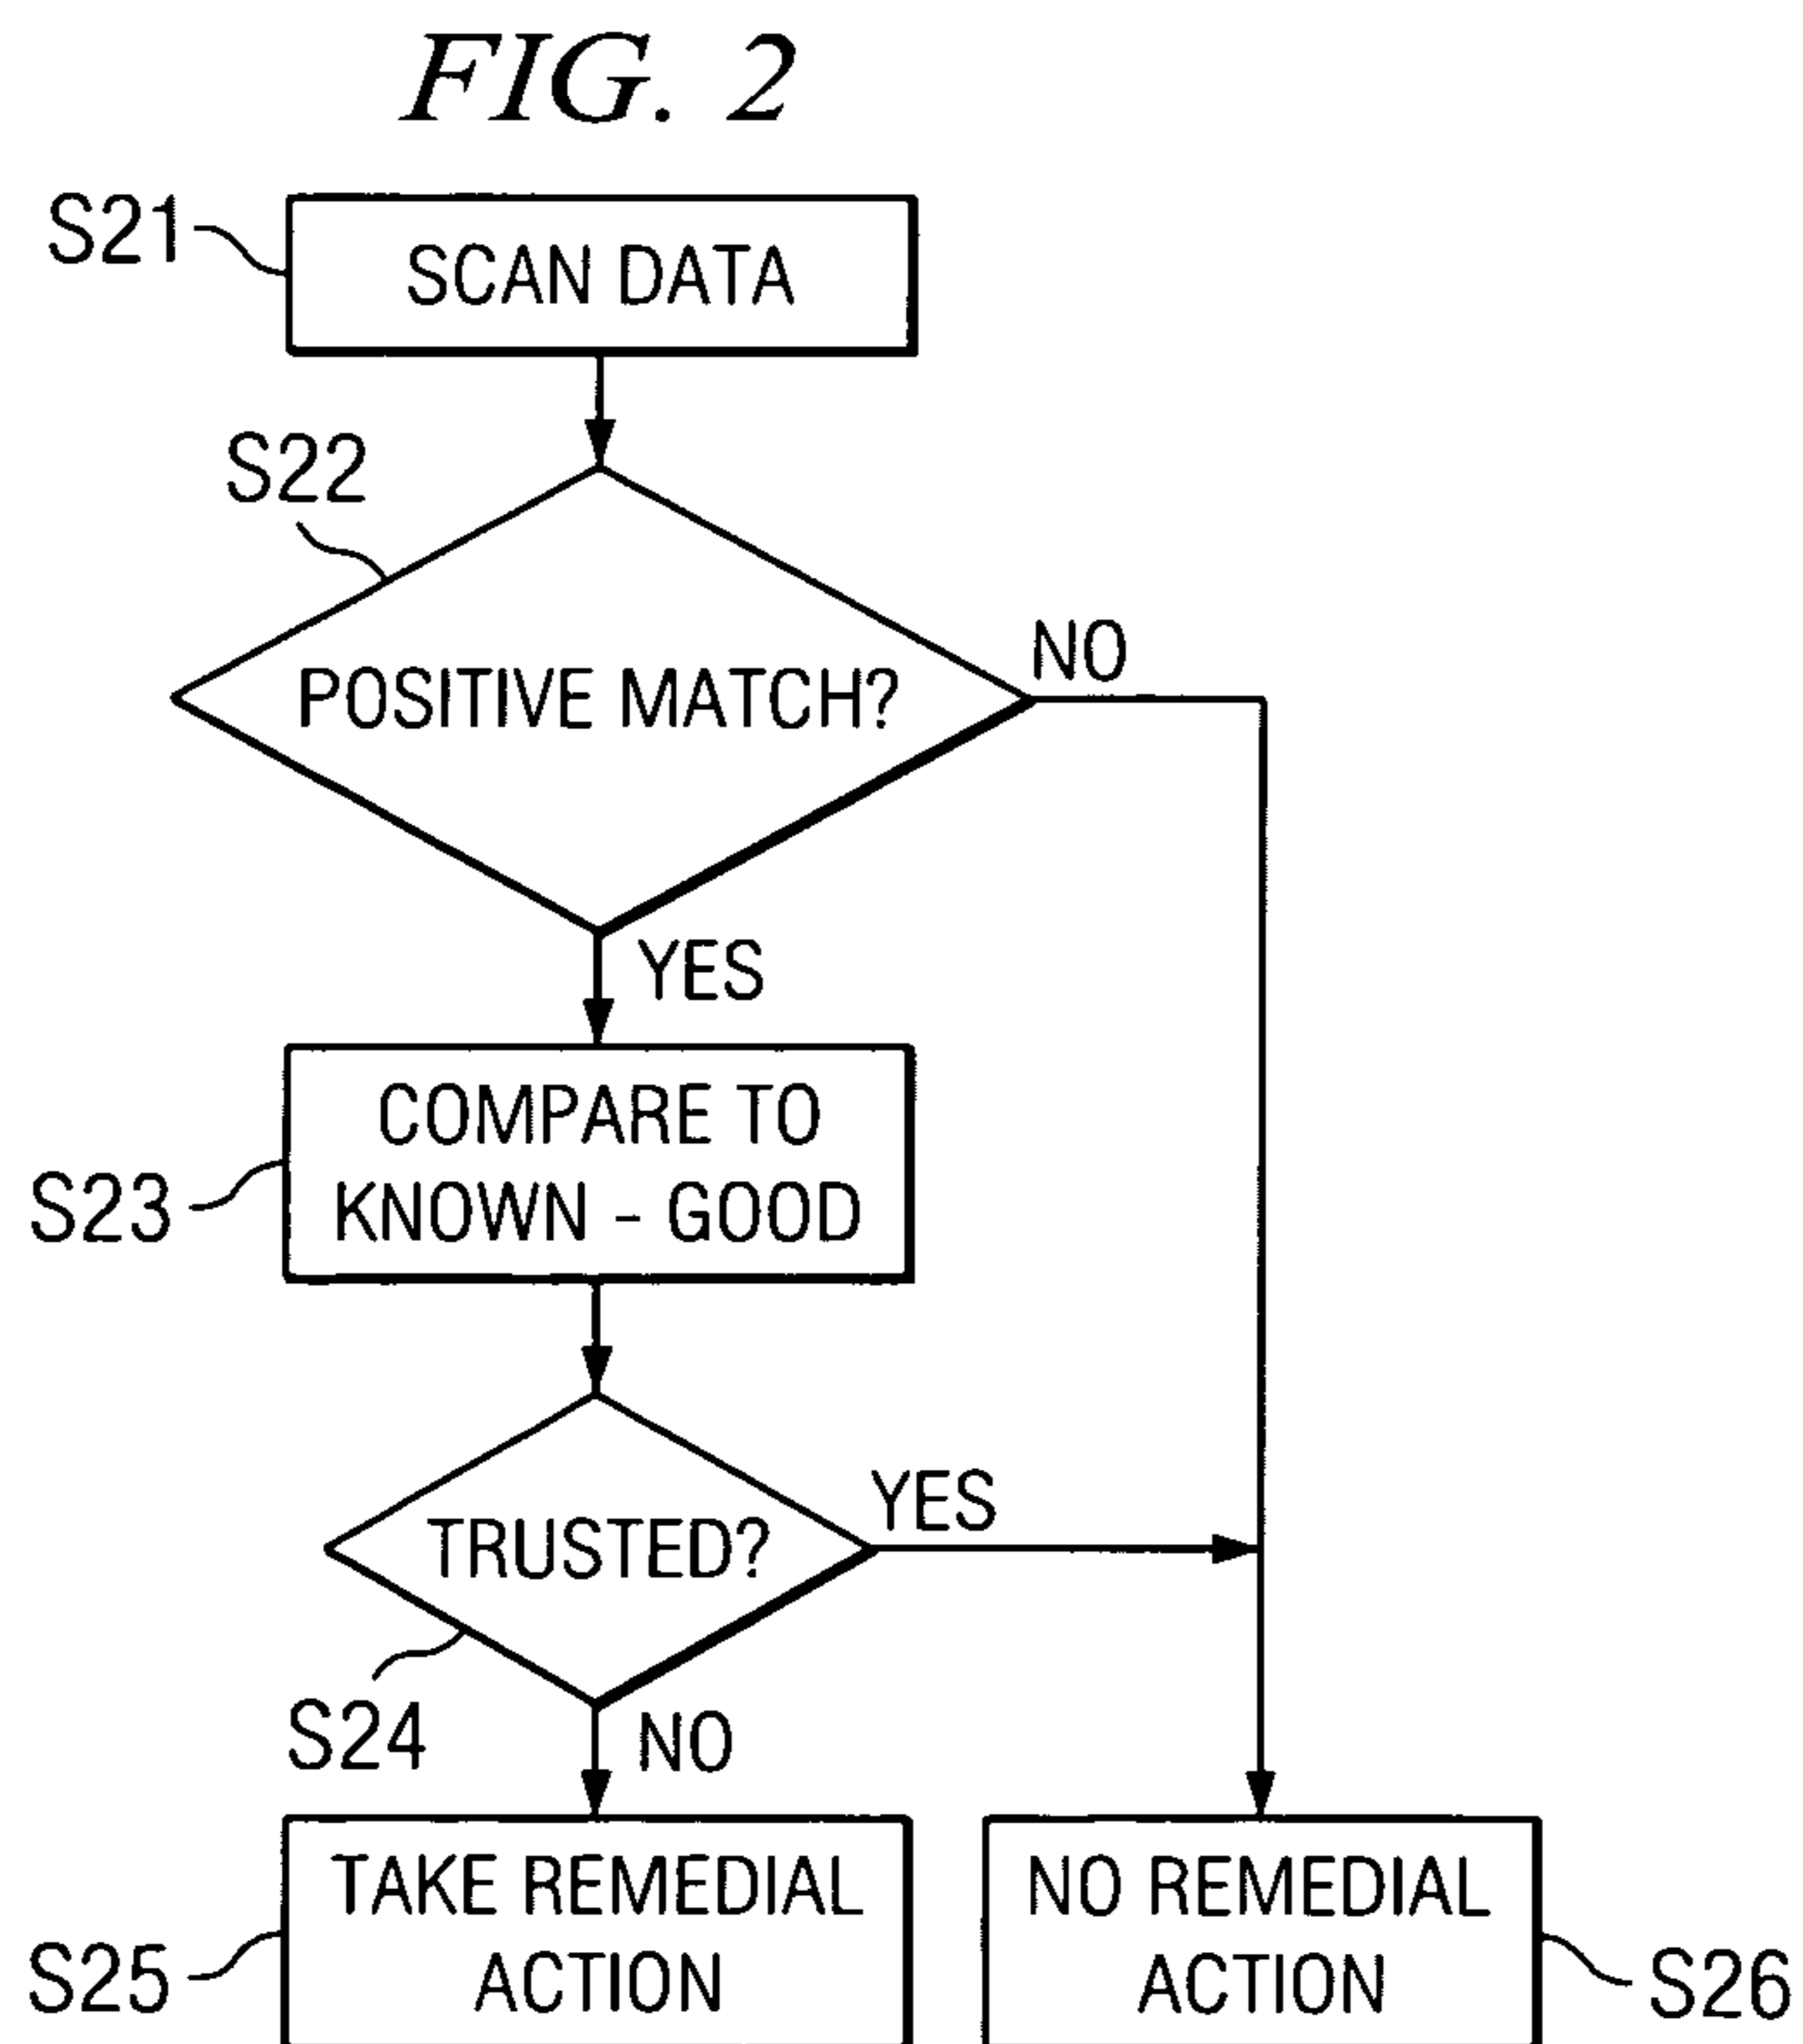 FIG. 2
S21
SCAN DATA
S22
POSITIVE MATCH?
NO
YES
COMPARE TO
KNOWN - GOOD
S23
TRUSTED?
YES
S24
NO
TAKE REMEDIAL
ACTION
S25
NO REMEDIAL
ACTION
S26